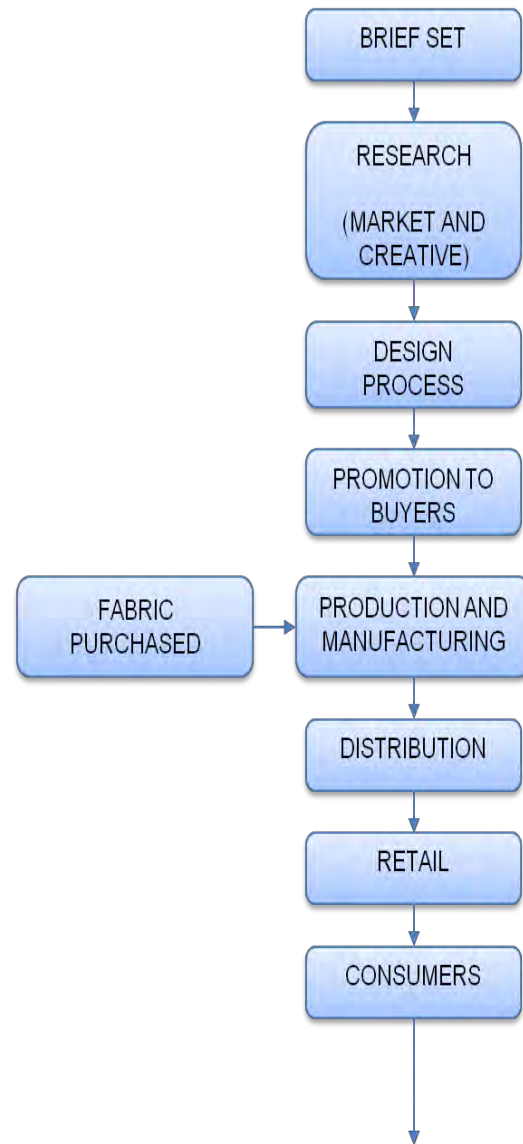 BRIEF SET
RESEARCH
(MARKET AND
CREATIVE)
DESIGN
PROCESS
PROMOTION TO
BUYERS
FABRIC
PURCHASED
PRODUCTION AND
MANUFACTURING
DISTRIBUTION
RETAIL
CONSUMERS